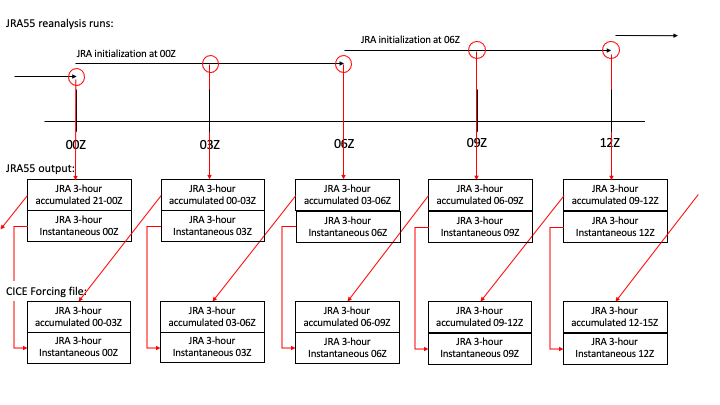 JRA55 reanalysis runs:
JRA initialization at 06Z
JRA initialization at 00Z
00Z 03Z 06Z 09Z 12Z
JRA55 output:
JRA 3-hour
accumulated 21-00Z
JRA 3-hour
Instantaneous 00Z
JRA 3-hour
accumulated 00-03Z
JRA 3-hour
Instantaneous 03Z
JRA 3-hour
accumulated 03-06Z
JRA 3-hour
Instantaneous 06Z
JRA 3-hour
accumulated 06-09Z
JRA 3-hour
Instantaneous 09Z
JRA 3-hour
accumulated 09-12Z
JRA 3-hour
Instantaneous 12Z
CICE Forcing file:
JRA 3-hour
accumulated 00-03Z
JRA 3-hour
Instantaneous 00Z
JRA 3-hour
accumulated 03-06Z
JRA 3-hour
Instantaneous 03Z
JRA 3-hour
accumulated 06-09Z
JRA 3-hour
Instantaneous 06Z
JRA 3-hour
accumulated 09-12Z
JRA 3-hour
Instantaneous 09Z
JRA 3-hour
accumulated 12-15Z
JRA 3-hour
Instantaneous 12Z